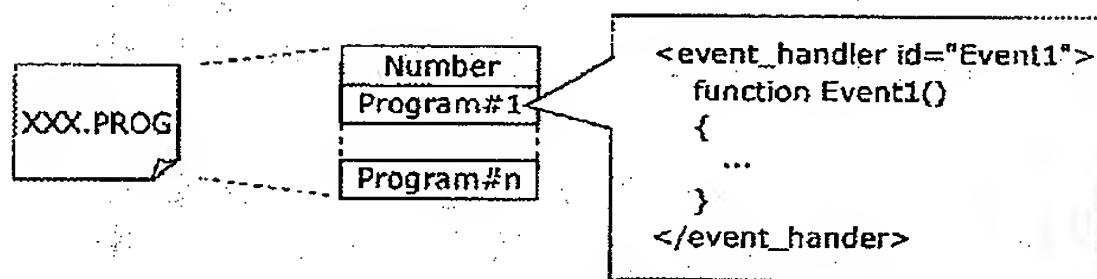 XXX.PROG
Number
Program#1
Program#n
<event_handler id="Event1">
function Event1()
{
...
}
</event_hander>